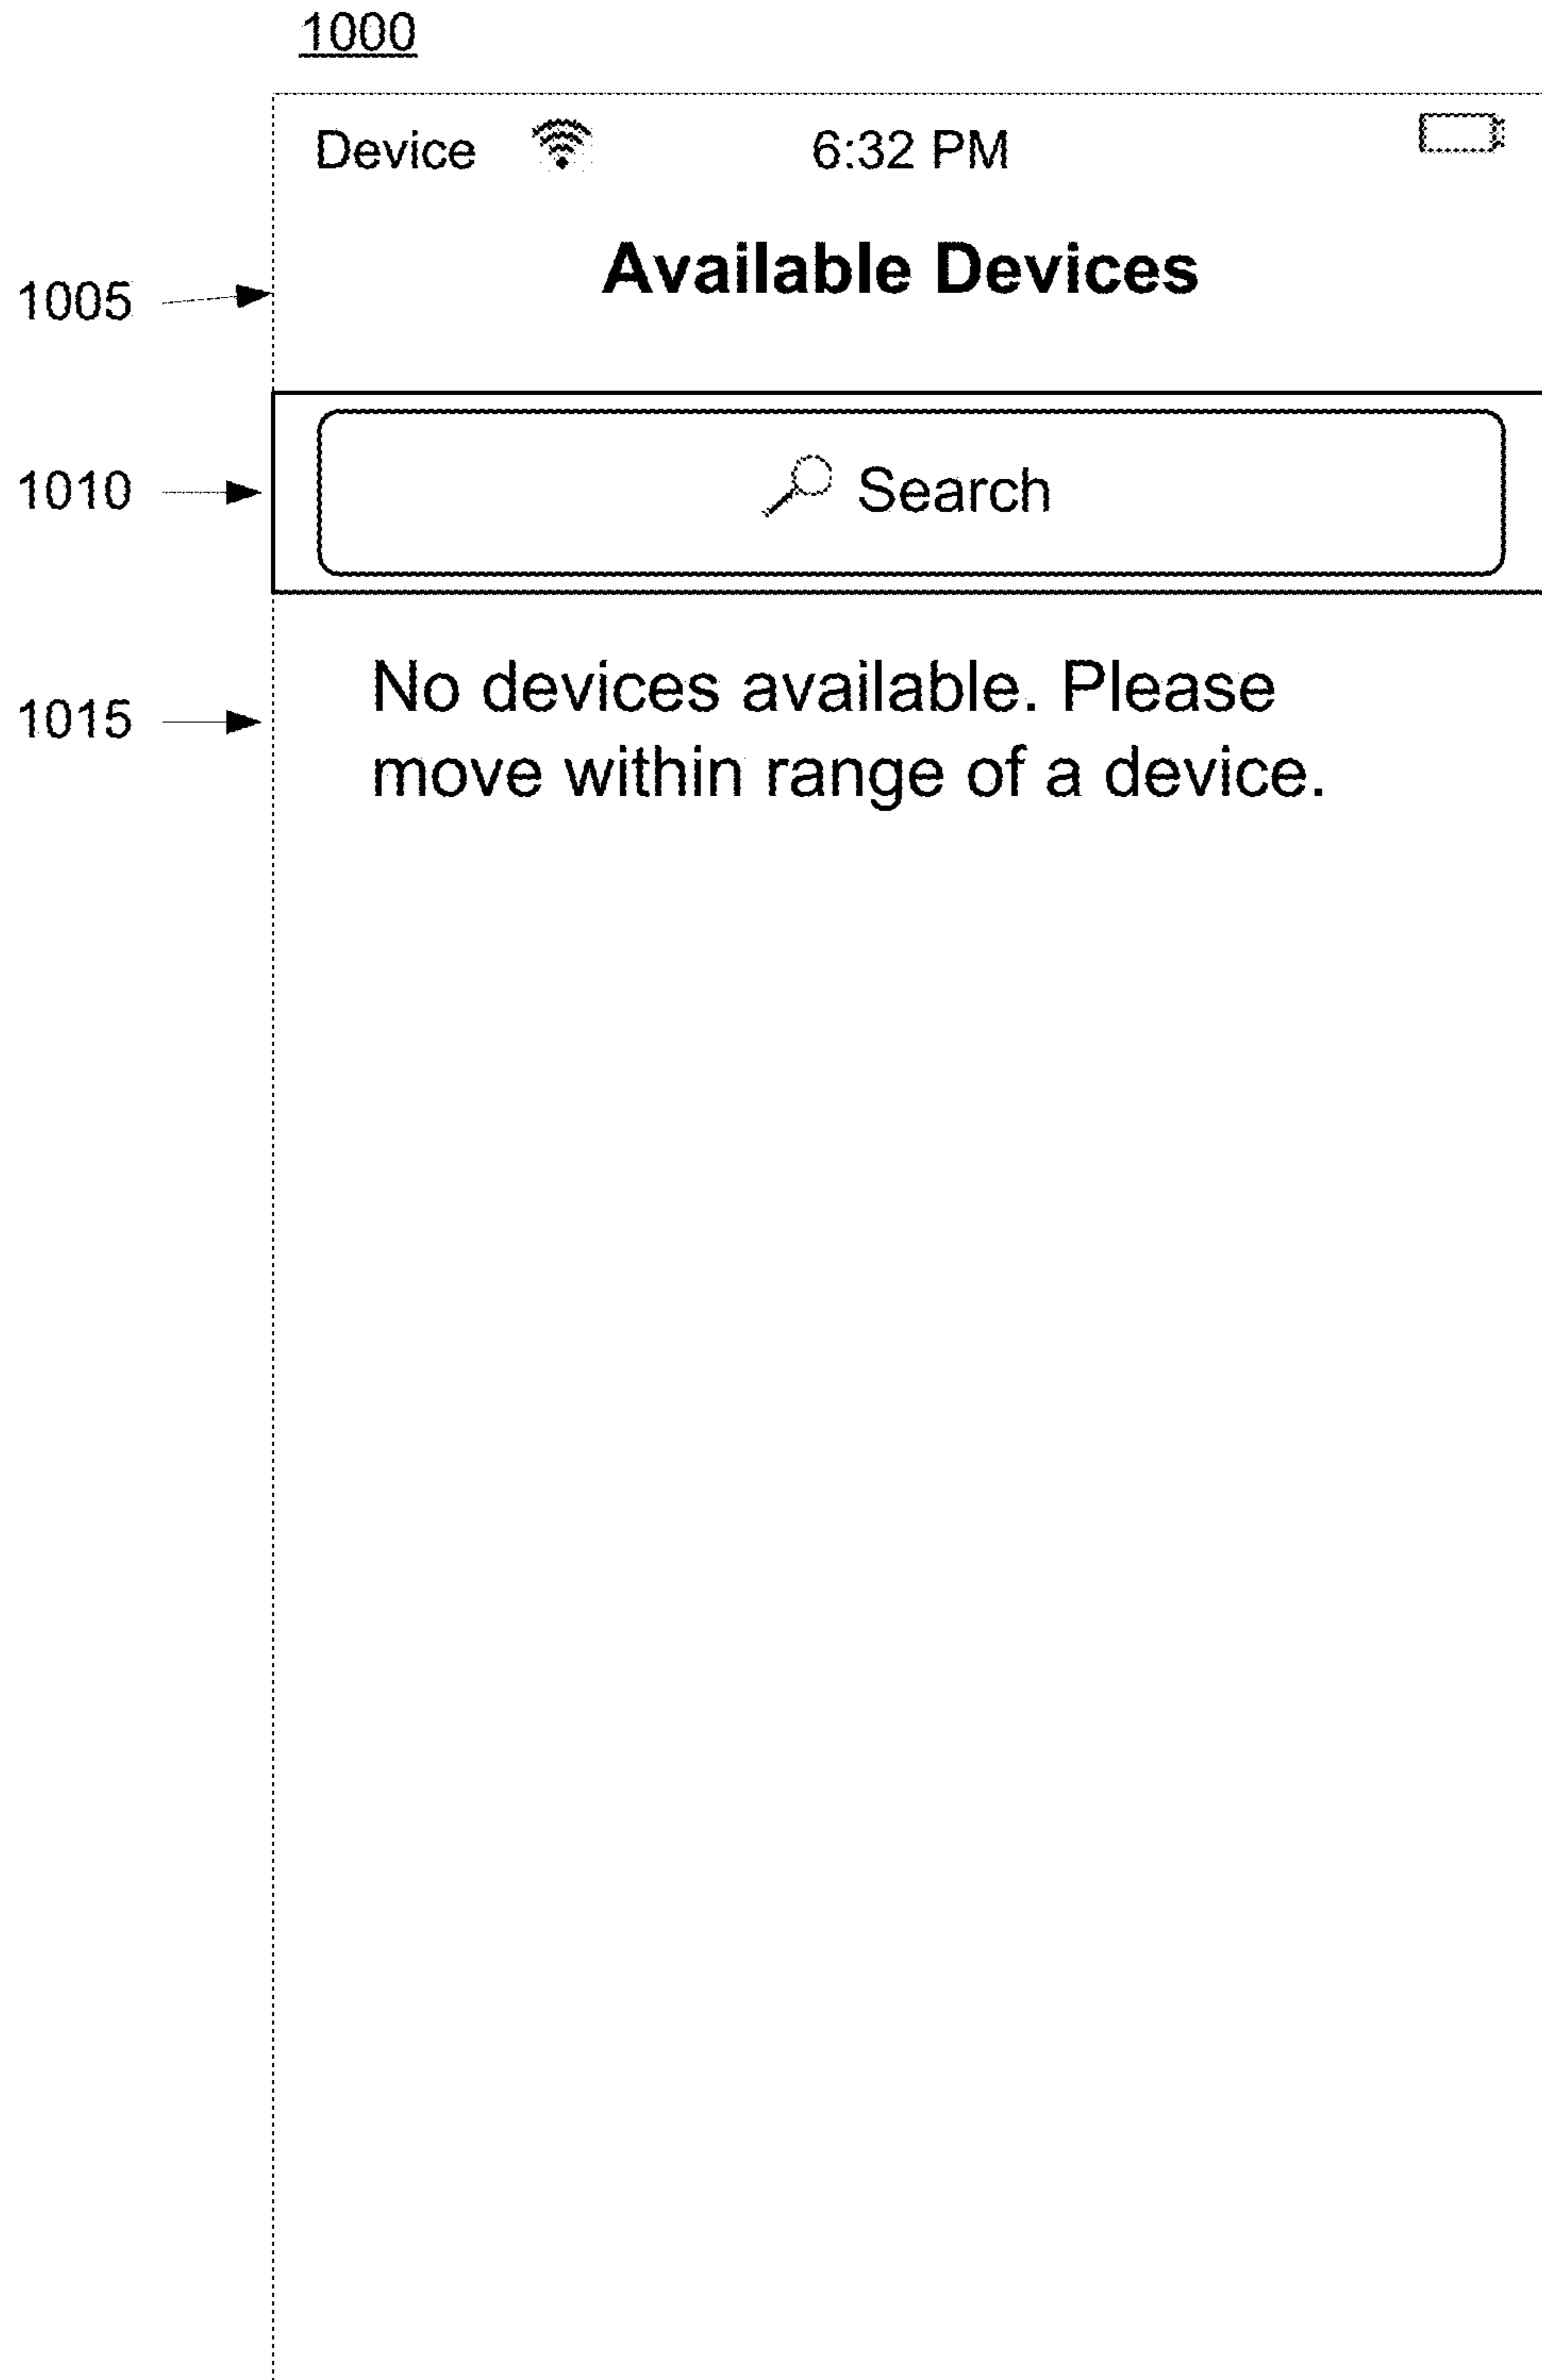 1000
Device 6:32 PM
1005 Available Devices
1010 Search
No devices available. Please
1015
move within range of a device.